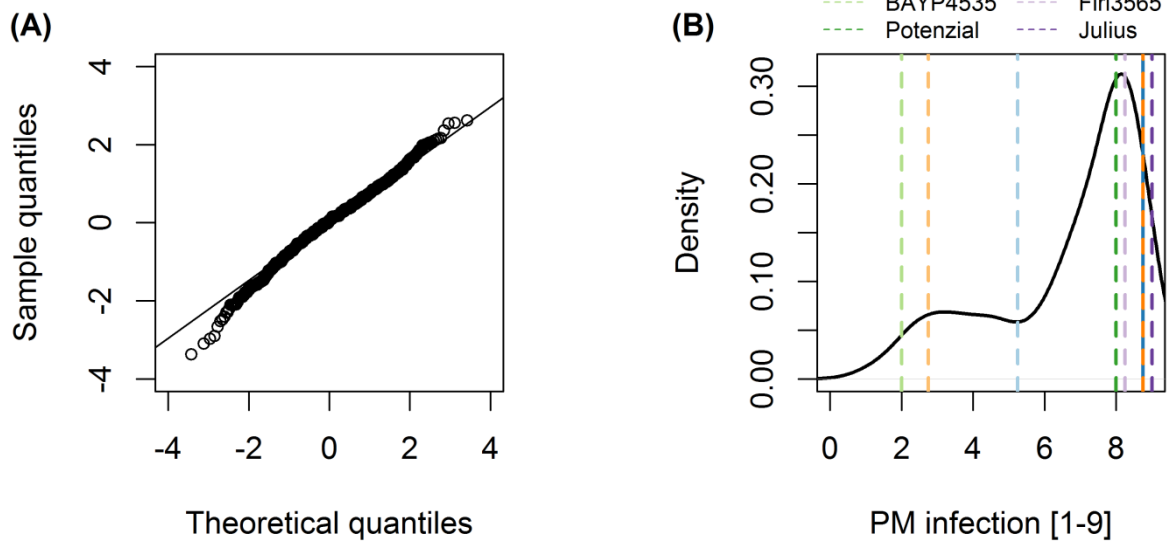 (A)
4
2
0
-2
-4
Sample quantiles
-4 -2 0 2 4
Theoretical quantiles
(B)
BAYP4535 Firl3565
Potenzial Julius
0.30
0.20
0.10
0.00
Density
0 2 4 6 8
PM infection [1-9]